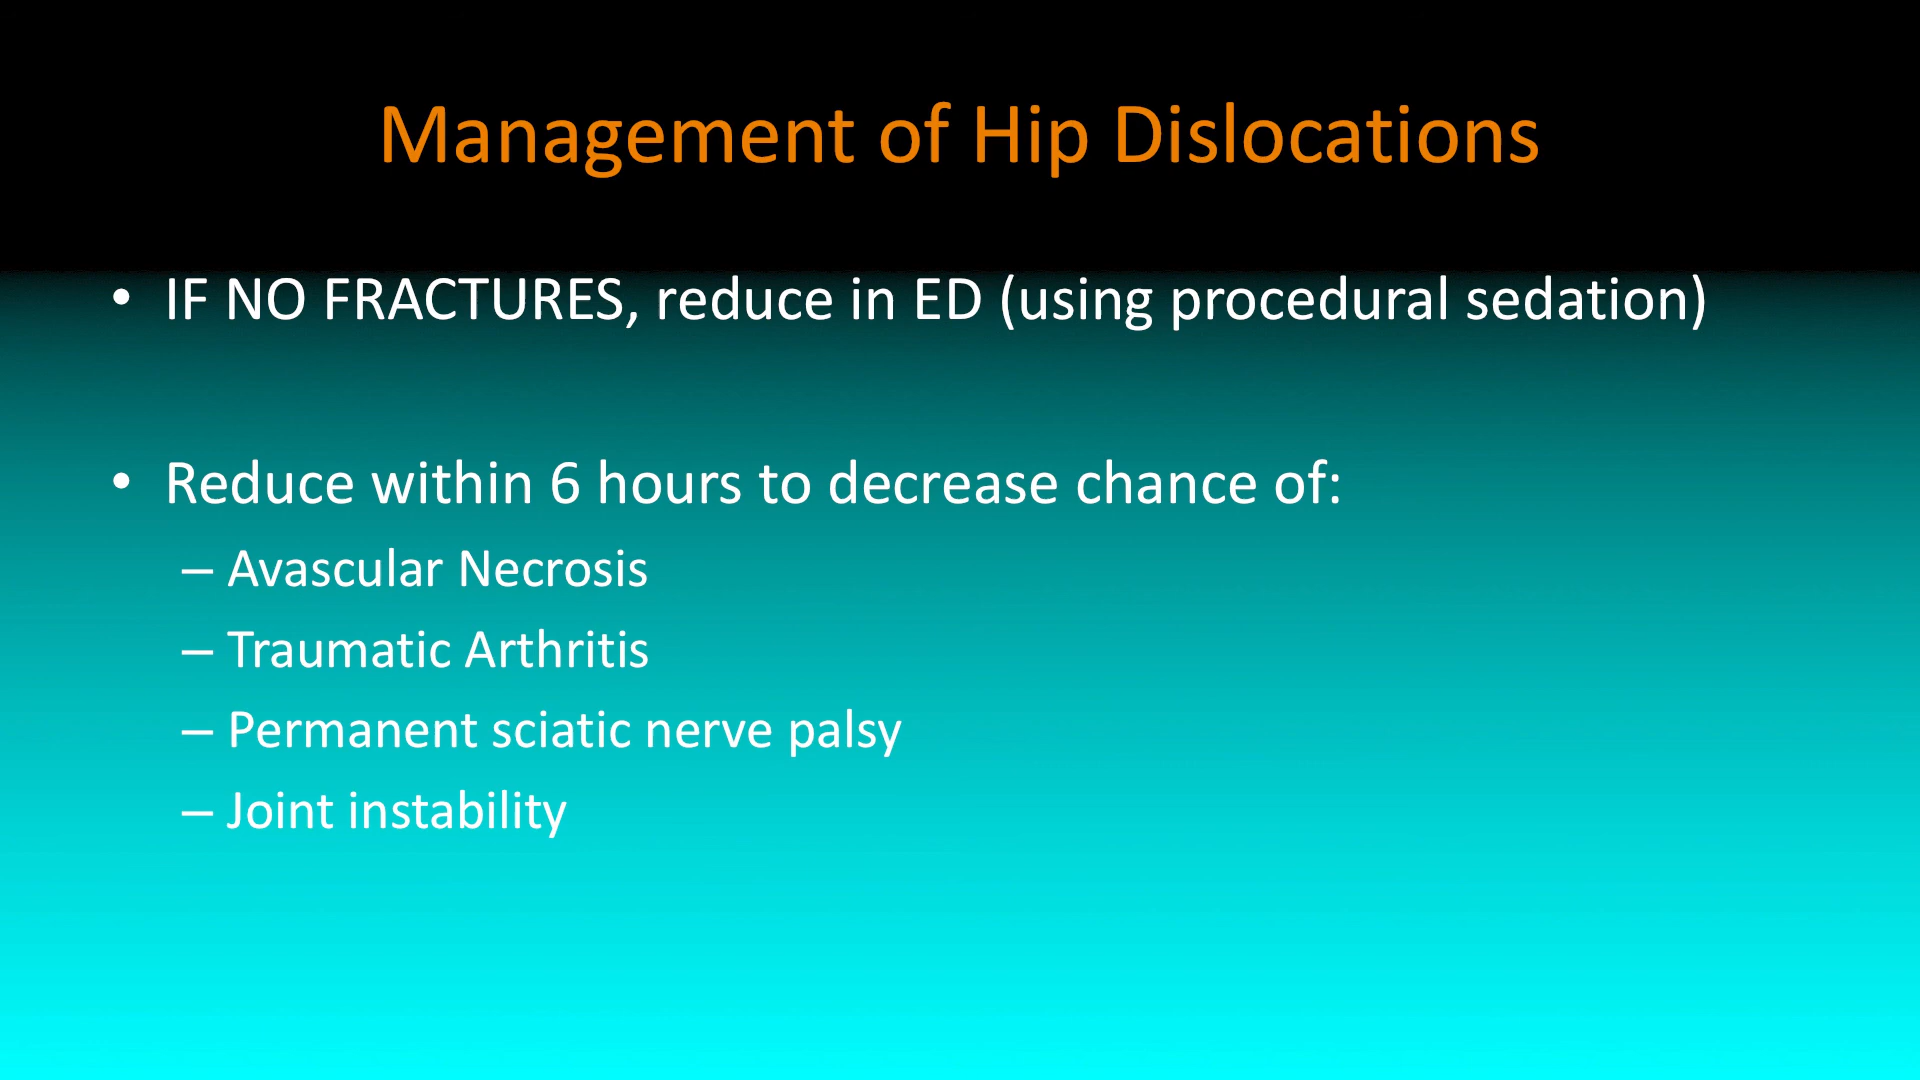 Management of Hip Dislocations
• IF NO FRACTURES, reduce in ED (using procedural sedation)
• Reduce within 6 hours to decrease chance of:
– Avascular Necrosis
– Traumatic Arthritis
– Permanent sciatic nerve palsy
– Joint instability